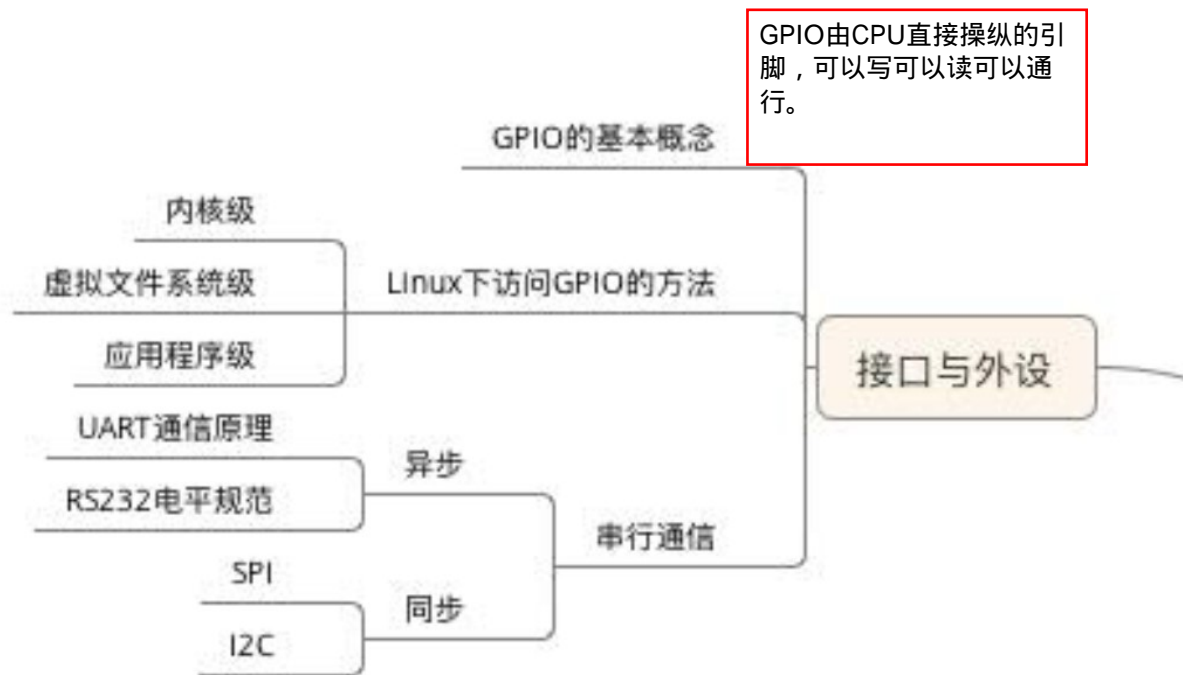 GPIO由CPU直接操纵的引
脚，可以写可以读可以通
行。
GPIO的基本概念
内核级
虚拟文件系统级
Linux下访问GPIO的方法
应用程序级
接口与外设
UART通信原理
异步
RS232电平规范
串行通信
SPI
同步
I2C